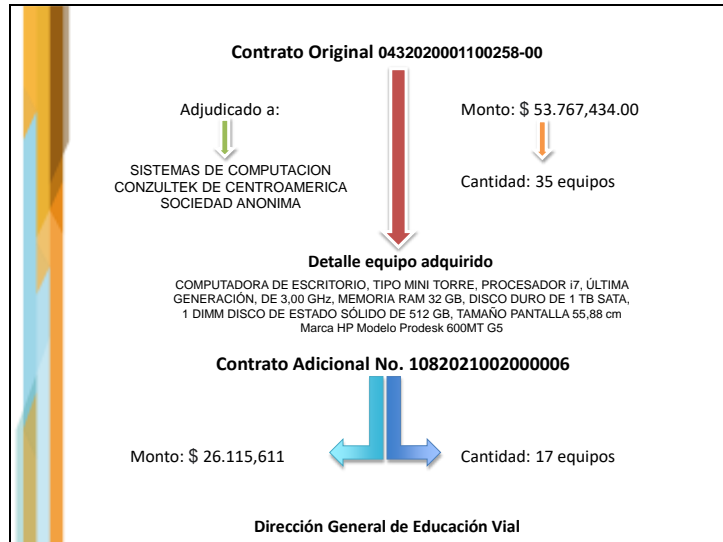 Contrato Original 0432020001100258-00
Adjudicado a:
SISTEMAS DE COMPUTACION
CONZULTEK DE CENTROAMERICA
SOCIEDAD ANONIMA
Monto: $ 53.767,434.00
Cantidad: 35 equipos
Detalle equipo adquirido
COMPUTADORA DE ESCRITORIO, TIPO MINI TORRE, PROCESADOR i7, ÚLTIMA
GENERACIÓN, DE 3,00 GHz, MEMORIA RAM 32 GB, DISCO DURO DE 1 TB SATA,
1 DIMM DISCO DE ESTADO SÓLIDO DE 512 GB, TAMAÑO PANTALLA 55,88 cm
Marca HP Modelo Prodesk 600MT G5
Contrato Adicional No. 1082021002000006
Monto: $ 26.115,611
Cantidad: 17 equipos
Dirección General de Educación Vial